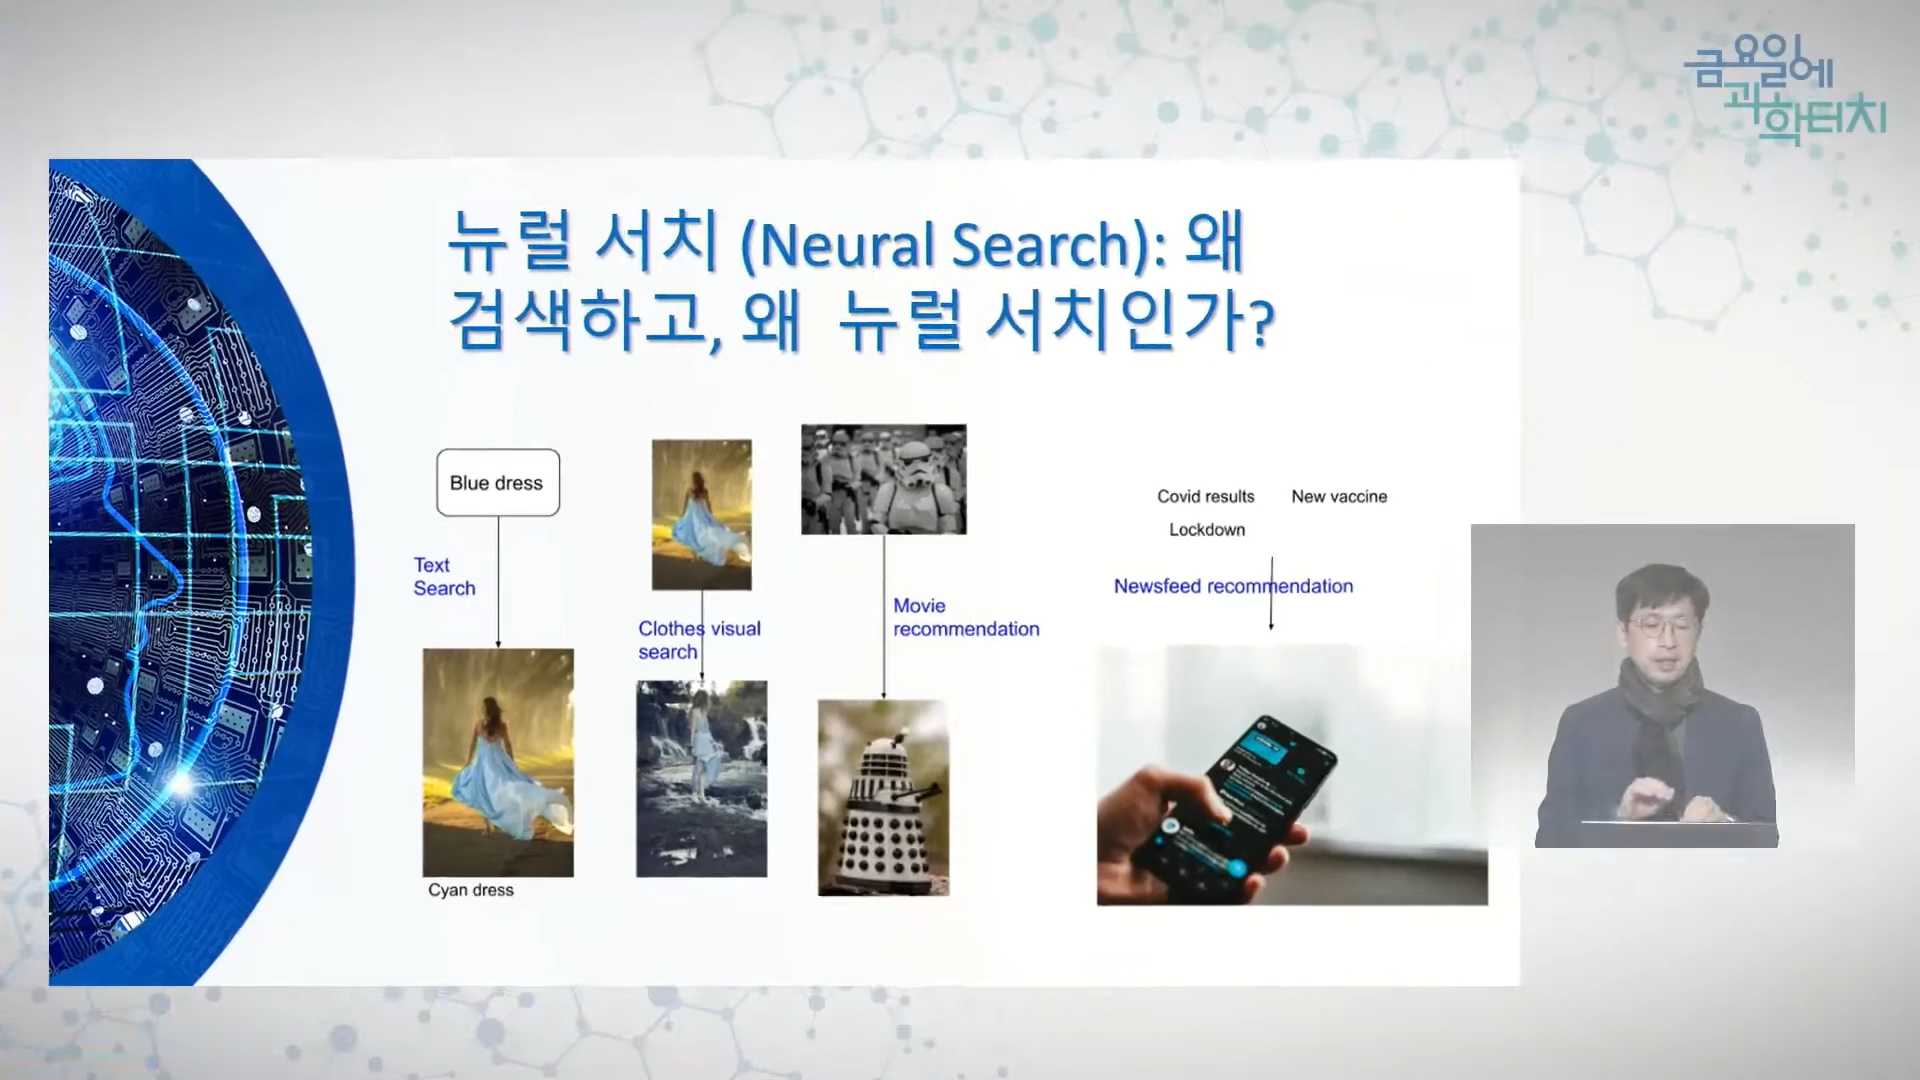 금요일에
과학터치
뉴럴 서치 (Neural Search): 왜
검색하고, 왜 뉴럴 서치인가?
Blue dress
Text
Search
Cyan dress
Clothes visual
search
Movie
recommendation
Covid results New vaccine
Lockdown
Newsfeed recommendation